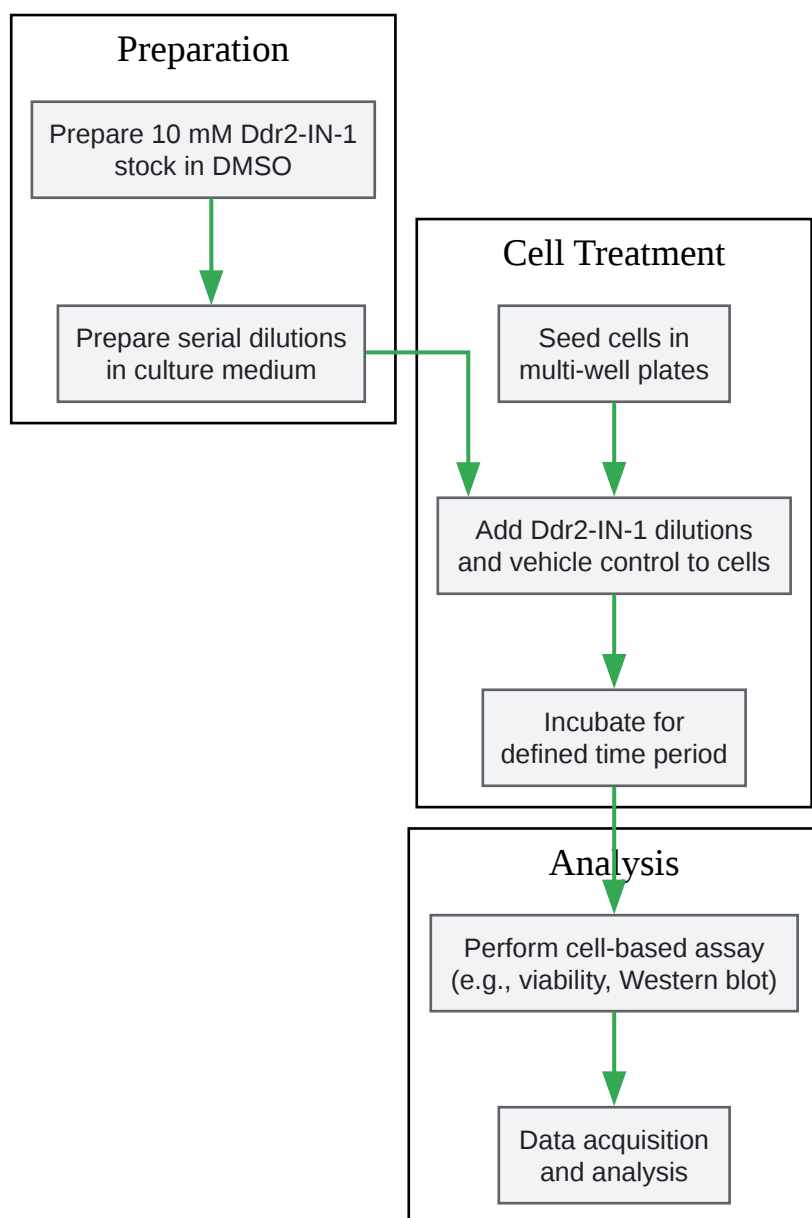 Preparation
Prepare 10 mM Ddr2-IN-1
stock in DMSO
Prepare serial dilutions
in culture medium
Cell Treatment
Seed cells in
multi-well plates
Add Ddr2-IN-1 dilutions
and vehicle control to cells
Incubate for
defined time period
Analysis
Perform cell-based assay
(e.g., viability, Western blot)
Data acquisition
and analysis